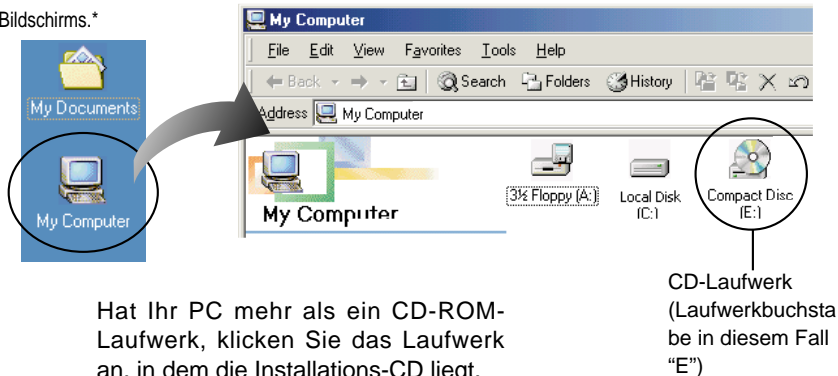 Bildschirms.*
My Computer
File Edit View Favorites Tools Help
Back Search Folders History
Address My Computer
My Documents
My Computer
My Computer
3½ Floppy (A:)
Local Disk
(C:)
Compact Disc
(E:)
CD-Laufwerk
(Laufwerkbuchsta
be in diesem Fall
“E”)
Hat Ihr PC mehr als ein CD-ROM-
Laufwerk, klicken Sie das Laufwerk
an, in dem die Installations-CD liegt.